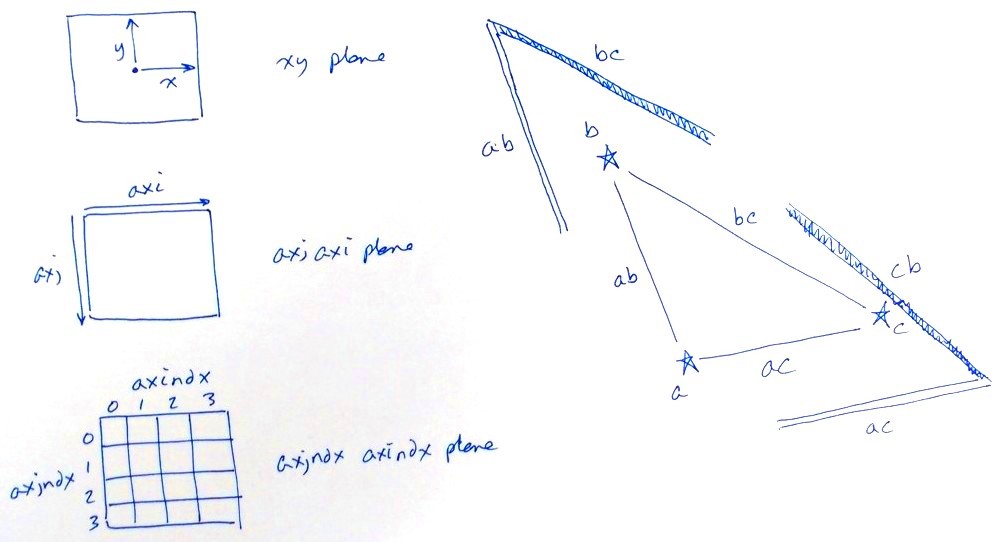 y
x
xy plane
axi
axj
axj axi plane
axindx
0 1 2 3
0
1
2
3
axjndx
axjndx axindx plane
bc
ab
b
bc
ab
cb
c
ac
a
ac